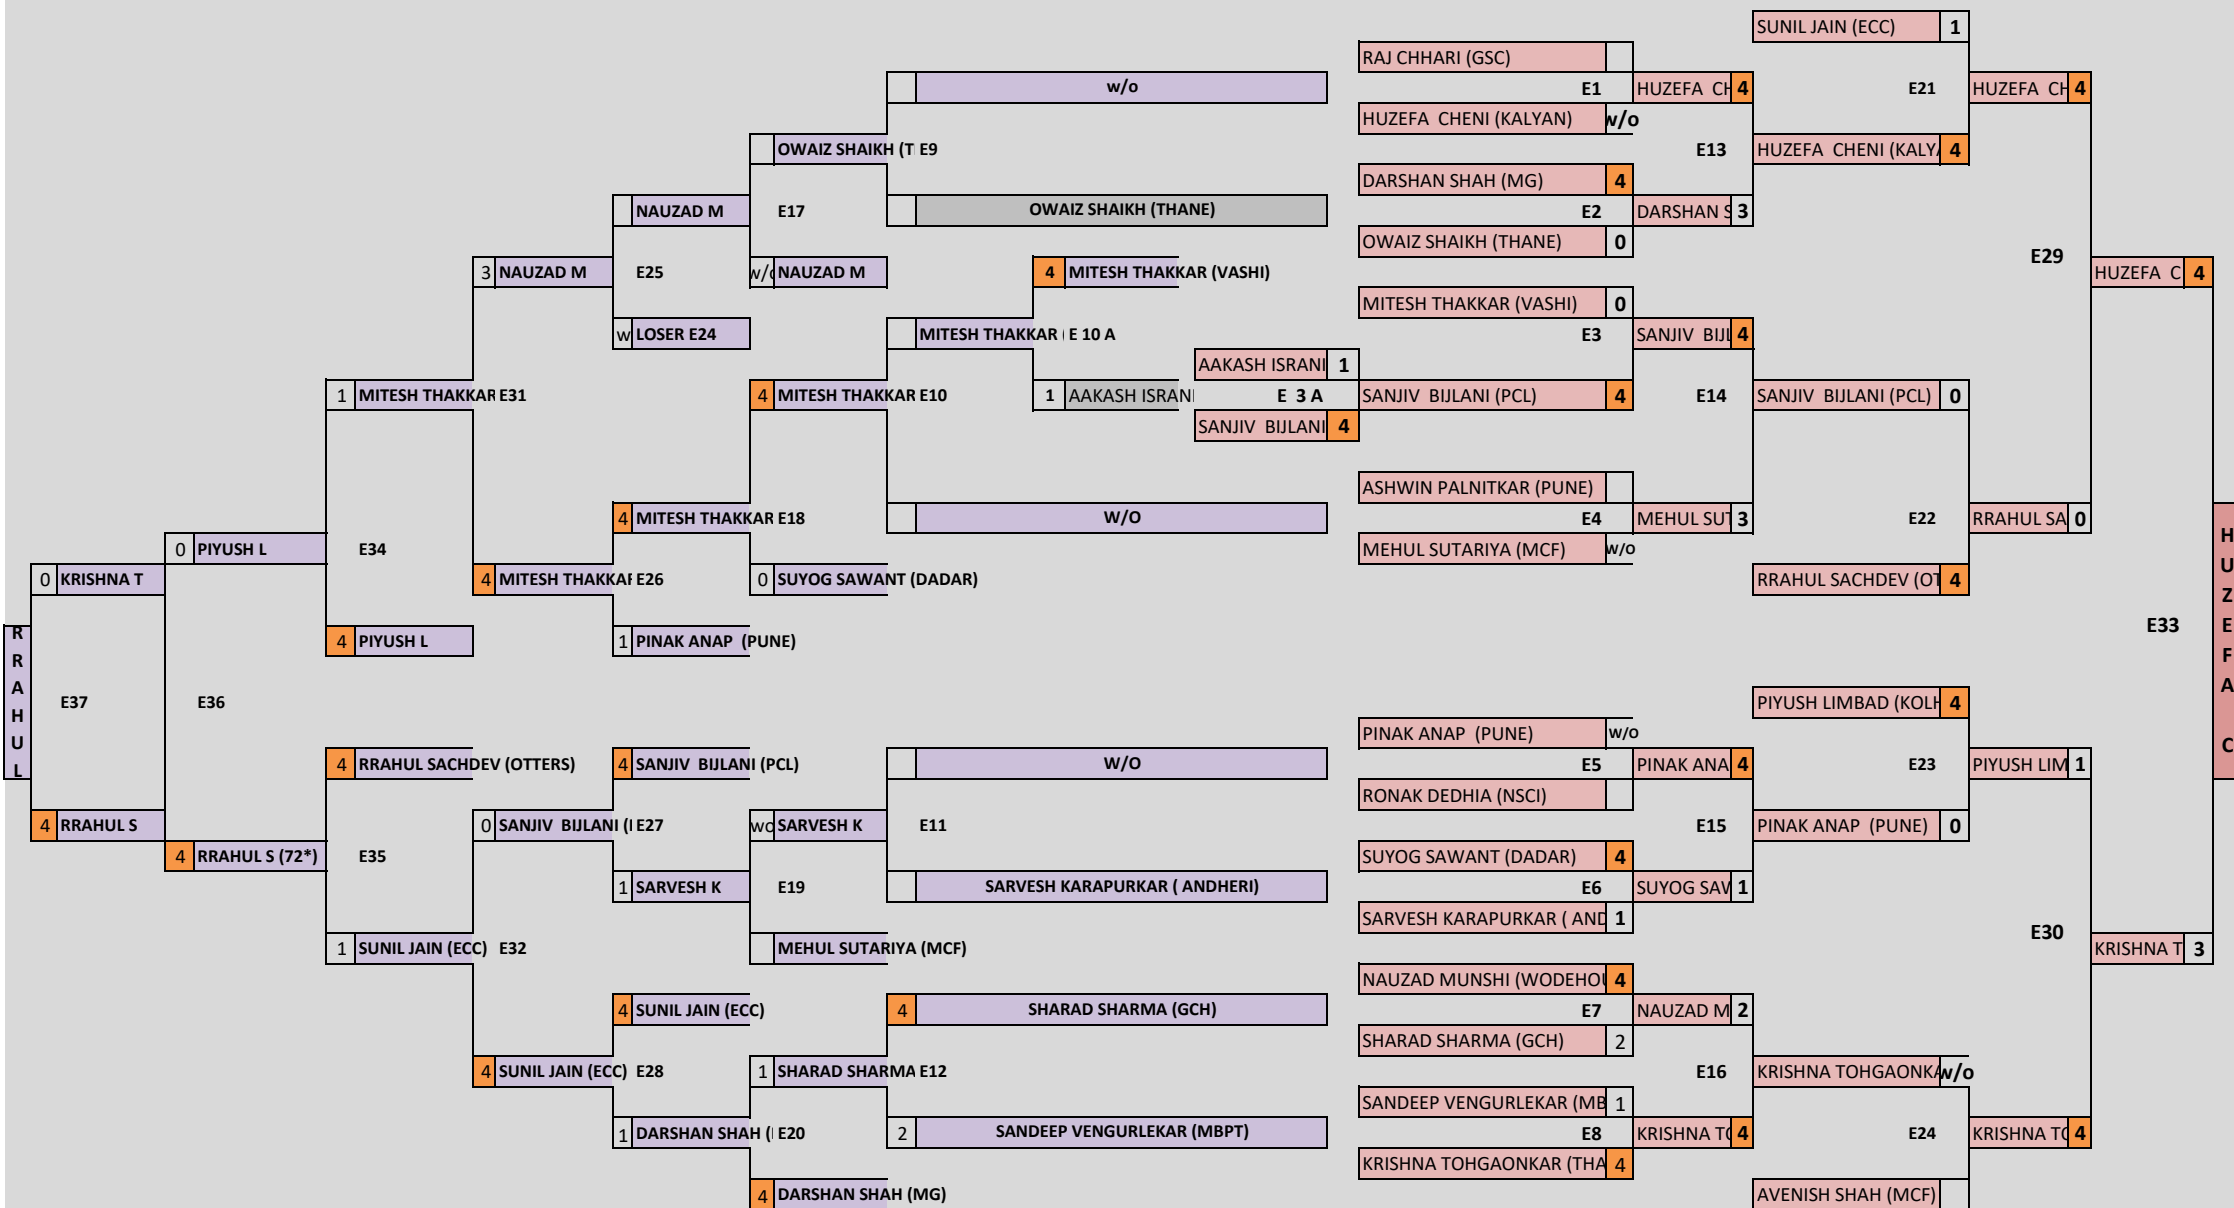 SUNIL JAIN (ECC) 1
RAJ CHHARI (GSC)
w/o E1 HUZEFA CH 4 E21 HUZEFA CH 4
HUZEFA CHENI (KALYAN) w/o
OWAIZ SHAIKH (T E9 E13 HUZEFA CHENI (KALYA 4
DARSHAN SHAH (MG) 4
NAUZAD M E17 OWAIZ SHAIKH (THANE) E2 DARSHAN S 3
OWAIZ SHAIKH (THANE) 0
E29
3 NAUZAD M E25 w/o NAUZAD M 4 MITESH THAKKAR (VASHI) HUZEFA C 4
MITESH THAKKAR (VASHI) 0
w LOSER E24 MITESH THAKKAR ( E 10 A E3 SANJIV BIJL 4
AAKASH ISRANI 1
1 MITESH THAKKAR E31 4 MITESH THAKKAR E10 1 AAKASH ISRANI E 3 A SANJIV BIJLANI (PCL) 4 E14 SANJIV BIJLANI (PCL) 0
SANJIV BIJLANI 4
ASHWIN PALNITKAR (PUNE)
4 MITESH THAKKAR E18 W/O E4 MEHUL SUT 3 E22 RRAHUL SA 0
0 PIYUSH L E34 MEHUL SUTARIYA (MCF) w/o
0 KRISHNA T 4 MITESH THAKKAR E26 0 SUYOG SAWANT (DADAR) RRAHUL SACHDEV (OT 4
HUZEFA C
E33
RRAHUL
4 PIYUSH L 1 PINAK ANAP (PUNE)
E37 E36 PIYUSH LIMBAD (KOLH 4
PINAK ANAP (PUNE) W/O
4 RRAHUL SACHDEV (OTTERS) 4 SANJIV BIJLANI (PCL) W/O E5 PINAK ANA 4 E23 PIYUSH LIM 1
RONAK DEDHIA (NSCI)
4 RRAHUL S 0 SANJIV BIJLANI (I E27 wo SARVESH K E11 E15 PINAK ANAP (PUNE) 0
4 RRAHUL S (72*) E35 SUYOG SAWANT (DADAR) 4
1 SARVESH K E19 SARVESH KARAPURKAR ( ANDHERI) E6 SUYOG SAW 1
SARVESH KARAPURKAR ( AND 1
E30
1 SUNIL JAIN (ECC) E32 MEHUL SUTARIYA (MCF) KRISHNA T 3
NAUZAD MUNSHI (WODEHOU 4
4 SUNIL JAIN (ECC) 4 SHARAD SHARMA (GCH) E7 NAUZAD M 2
SHARAD SHARMA (GCH) 2
4 SUNIL JAIN (ECC) E28 1 SHARAD SHARMA E12 E16 KRISHNA TOHGAONKA w/o
SANDEEP VENGURLEKAR (MB 1
1 DARSHAN SHAH (I E20 2 SANDEEP VENGURLEKAR (MBPT) E8 KRISHNA TO 4 E24 KRISHNA TO 4
KRISHNA TOHGAONKAR (THA 4
4 DARSHAN SHAH (MG) AVENISH SHAH (MCF)